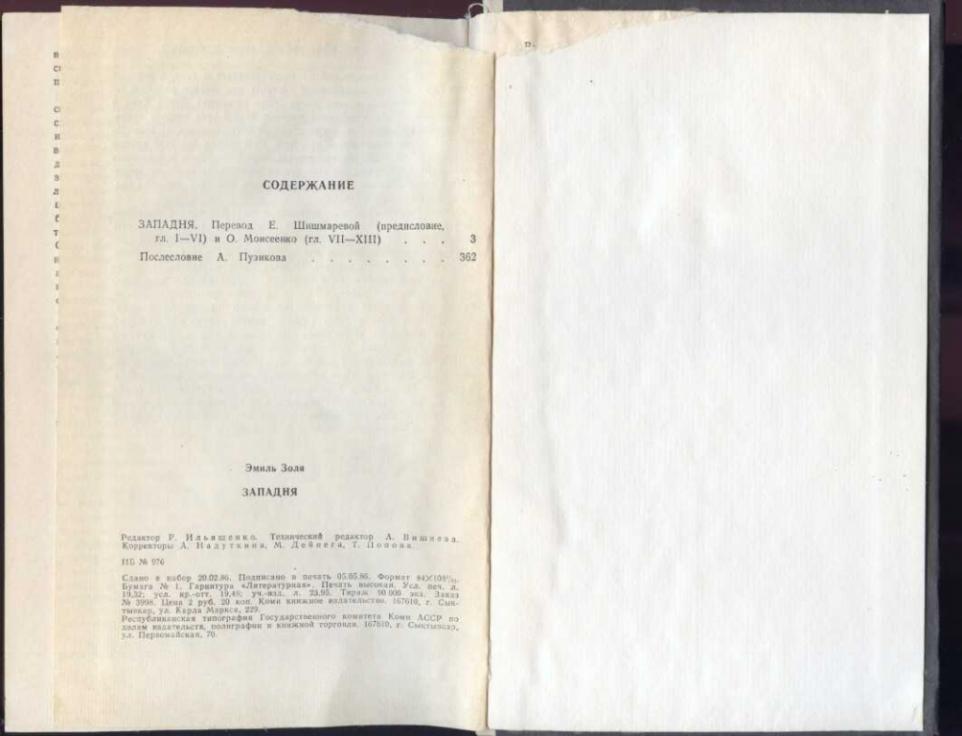 СОДЕРЖАНИЕ
ЗАПАДНЯ. Перевод Е. Шишмаревой (предисловие,
гл. I—VI) и О. Моисеенко (гл. VII—XIII) . . . 3
Послесловие А. Пузикова . . . . . . . . 362
Эмиль Золя
ЗАПАДНЯ
Редактор Р. Ильященко. Технический редактор А. Вишнева.
Корректоры А. Надуткина, М. Дейнега, Т. Попова.
ИБ № 976
Сдано в набор 20.02.86. Подписано в печать 05.05.86. Формат 84×108¹/₃₂.
Бумага № 1. Гарнитура «Литературная». Печать высокая. Усл. печ. л.
19,32; усл. кр.-отт. 19,48; уч.-изд. л. 23,95. Тираж 90 000 экз. Заказ
№ 3998. Цена 2 руб. 20 коп. Коми книжное издательство. 167610, г. Сык-
тывкар, ул. Карла Маркса, 229.
Республиканская типография Государственного комитета Коми АССР по
делам издательств, полиграфии и книжной торговли. 167610, г. Сыктывкар,
ул. Первомайская, 70.